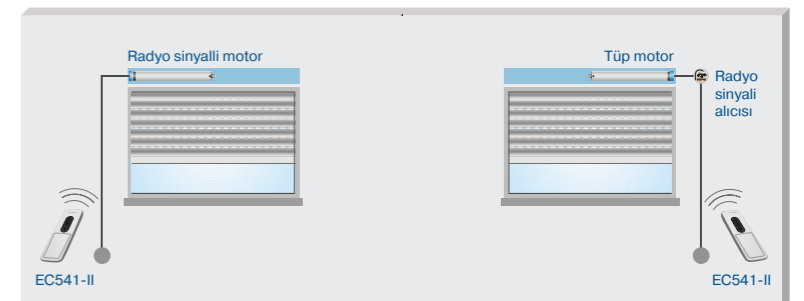 Radyo sinyalli motor
Tüp motor
Radyo
sinyali
alıcısı
EC541-II
EC541-II